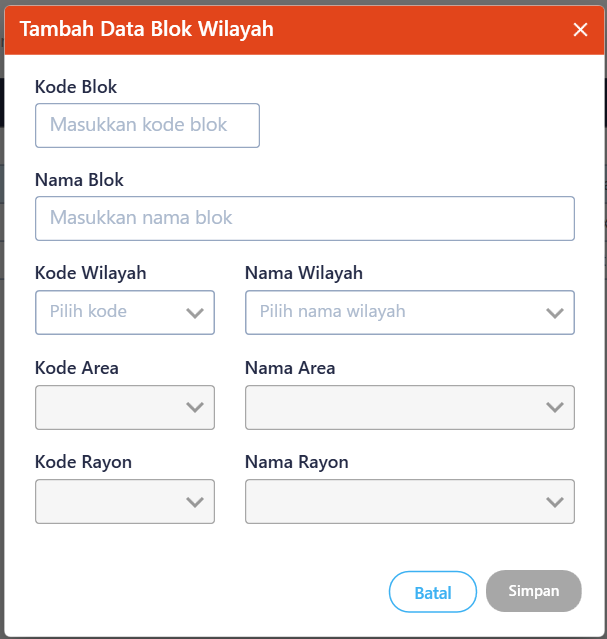 Tambah Data Blok Wilayah
Kode Blok
Masukkan kode blok
Nama Blok
Masukkan nama blok
Kode Wilayah Nama Wilayah
Pilih kode Pilih nama wilayah
Kode Area Nama Area
Kode Rayon Nama Rayon
Batal Simpan